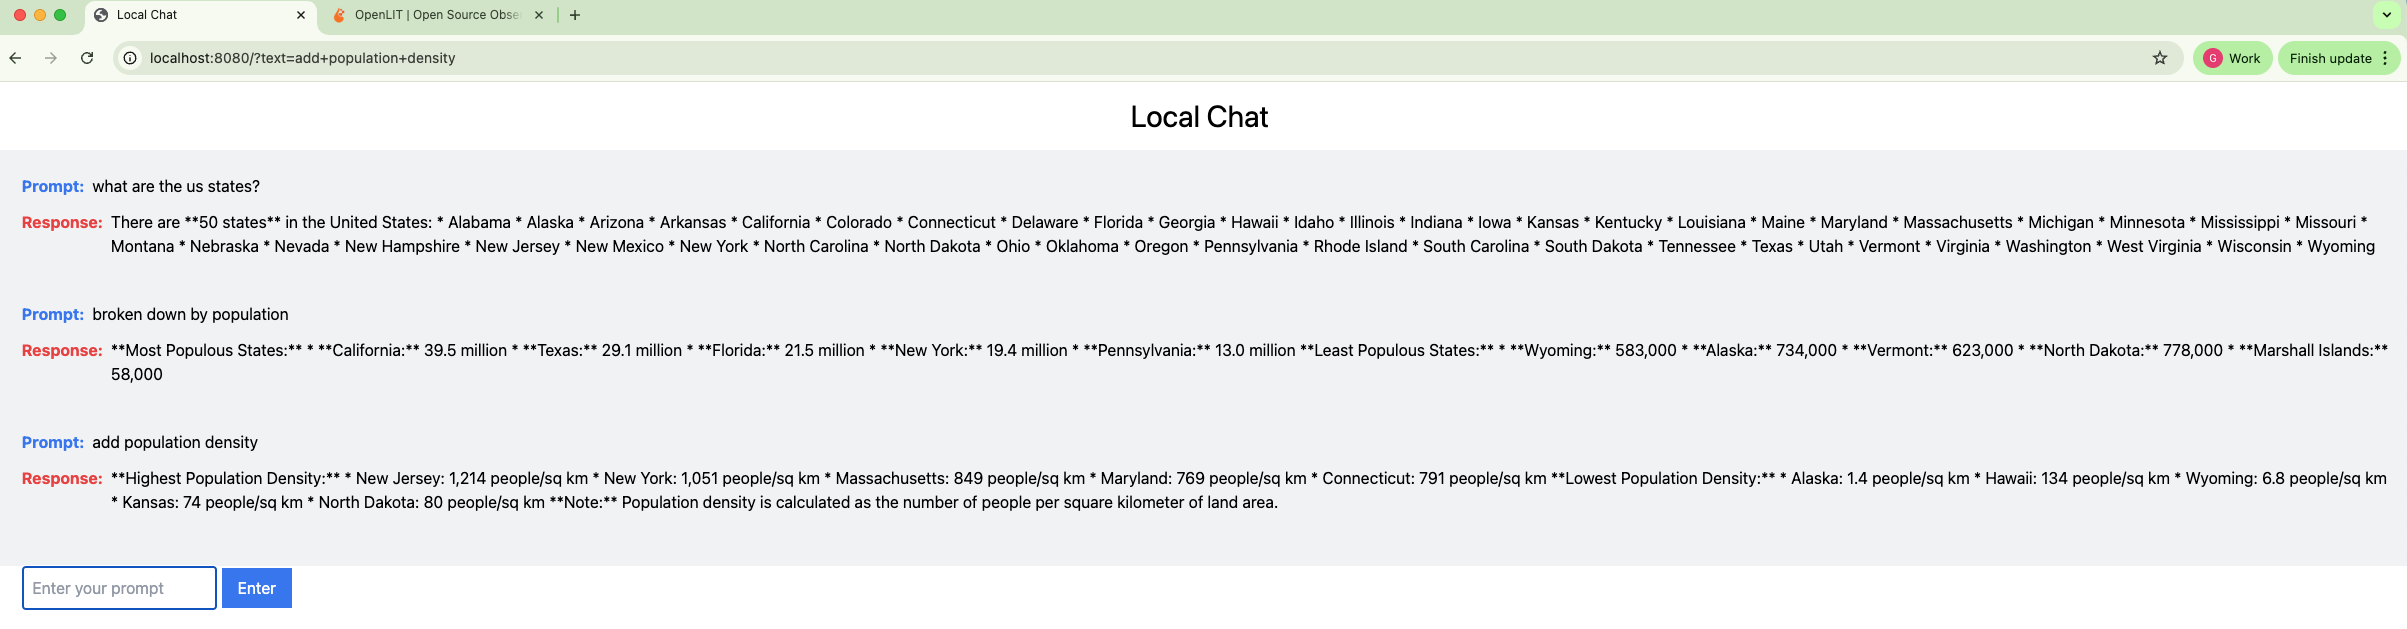 Local Chat
OpenLIT | Open Source Obse
localhost:8080/?text=add+population+density
G Work
Finish update
Local Chat
Prompt: what are the us states?
Response: There are **50 states** in the United States: * Alabama * Alaska * Arizona * Arkansas * California * Colorado * Connecticut * Delaware * Florida * Georgia * Hawaii * Idaho * Illinois * Indiana * Iowa * Kansas * Kentucky * Louisiana * Maine * Maryland * Massachusetts * Michigan * Minnesota * Mississippi * Missouri *
Montana * Nebraska * Nevada * New Hampshire * New Jersey * New Mexico * New York * North Carolina * North Dakota * Ohio * Oklahoma * Oregon * Pennsylvania * Rhode Island * South Carolina * South Dakota * Tennessee * Texas * Utah * Vermont * Virginia * Washington * West Virginia * Wisconsin * Wyoming
Prompt: broken down by population
Response: **Most Populous States:** * **California:** 39.5 million * **Texas:** 29.1 million * **Florida:** 21.5 million * **New York:** 19.4 million * **Pennsylvania:** 13.0 million **Least Populous States:** * **Wyoming:** 583,000 * **Alaska:** 734,000 * **Vermont:** 623,000 * **North Dakota:** 778,000 * **Marshall Islands:**
58,000
Prompt: add population density
Response: **Highest Population Density:** * New Jersey: 1,214 people/sq km * New York: 1,051 people/sq km * Massachusetts: 849 people/sq km * Maryland: 769 people/sq km * Connecticut: 791 people/sq km **Lowest Population Density:** * Alaska: 1.4 people/sq km * Hawaii: 134 people/sq km * Wyoming: 6.8 people/sq km
* Kansas: 74 people/sq km * North Dakota: 80 people/sq km **Note:** Population density is calculated as the number of people per square kilometer of land area.
Enter your prompt
Enter